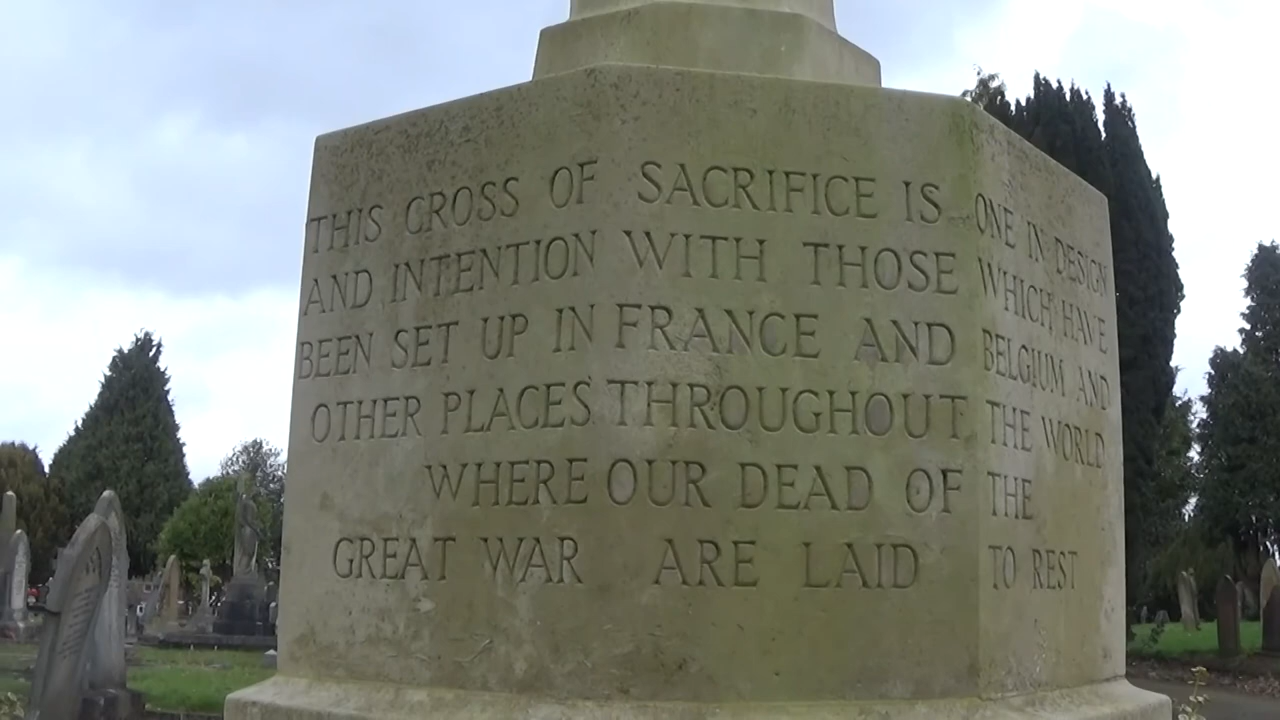 THIS CROSS OF SACRIFICE IS ONE IN DESIGN
AND INTENTION WITH THOSE WHICH HAVE
BEEN SET UP IN FRANCE AND BELGIUM AND
OTHER PLACES THROUGHOUT THE WORLD
WHERE OUR DEAD OF THE
GREAT WAR ARE LAID TO REST